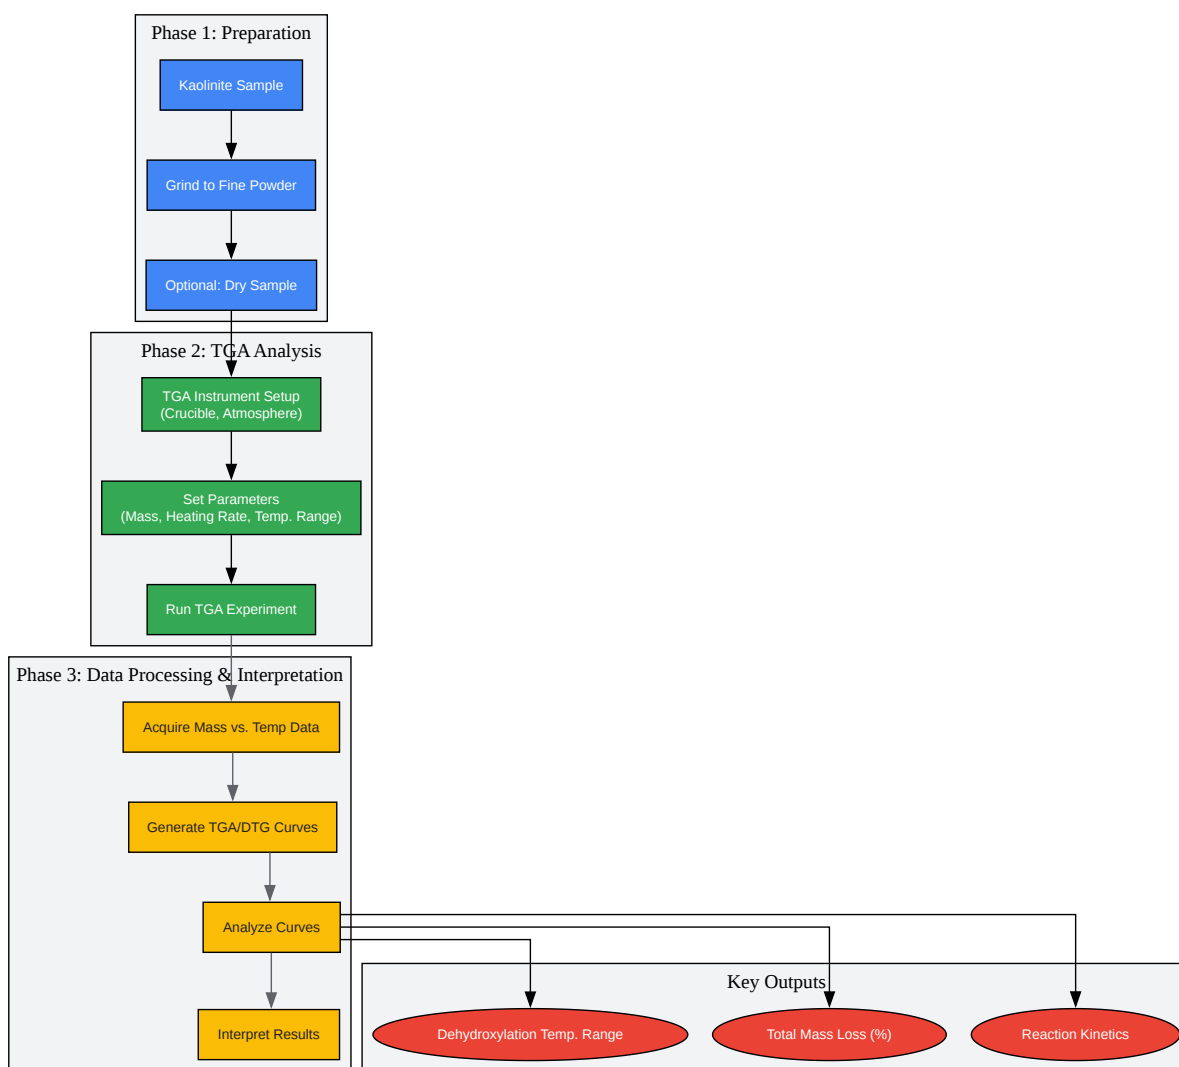 Phase 1: Preparation
Kaolinite Sample
Grind to Fine Powder
Optional: Dry Sample
Phase 2: TGA Analysis
TGA Instrument Setup
(Crucible, Atmosphere)
Set Parameters
(Mass, Heating Rate, Temp. Range)
Run TGA Experiment
Phase 3: Data Processing & Interpretation
Acquire Mass vs. Temp Data
Generate TGA/DTG Curves
Analyze Curves
Interpret Results
Key Outputs
Dehydroxylation Temp. Range
Total Mass Loss (%)
Reaction Kinetics